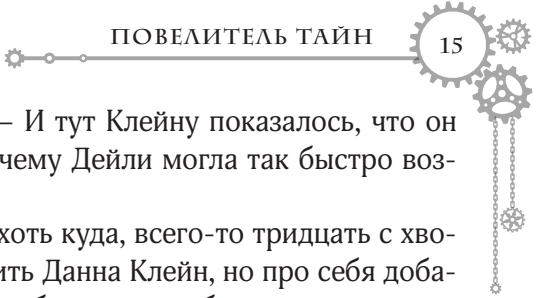 ПОВЕЛИТЕЛЬ ТАЙН
15
– И тут Клейну показалось, что он
чему Дейли могла так быстро воз-
хоть куда, всего-то тридцать с хво-
ить Данна Клейн, но про себя доба-